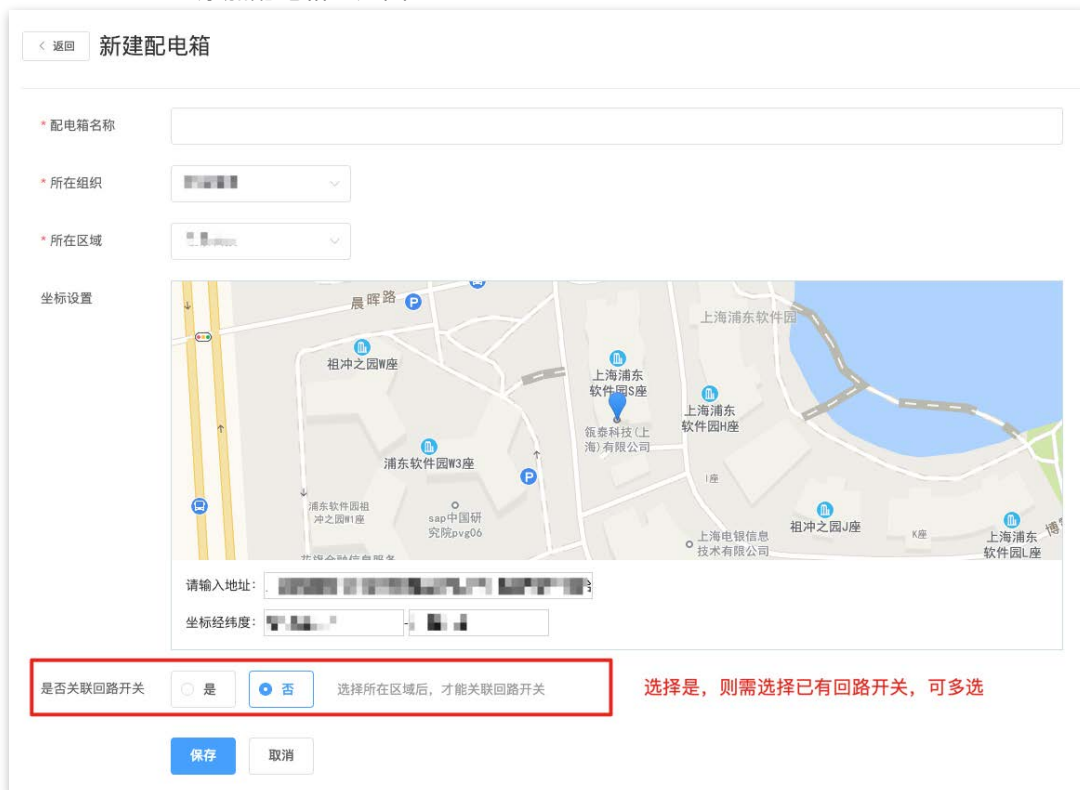 < 返回 新建配电箱
* 配电箱名称
* 所在组织
* 所在区域
坐标设置
晨晖路
P
上海浦东软件园
祖冲之园W座
上海浦东
软件园S座
上海浦东
软件园H座
筱泰科技(上
海)有限公司
浦东软件园W3座
P
I座
浦东软件园祖
冲之园W1座
sap中国研
究院pvg06
祖冲之园J座
K座
上海浦东
软件园L座
上海电银信息
技术有限公司
请输入地址:
坐标经纬度:
-
是否关联回路开关
是
否
选择所在区域后,才能关联回路开关
选择是,则需选择已有回路开关,可多选
保存
取消